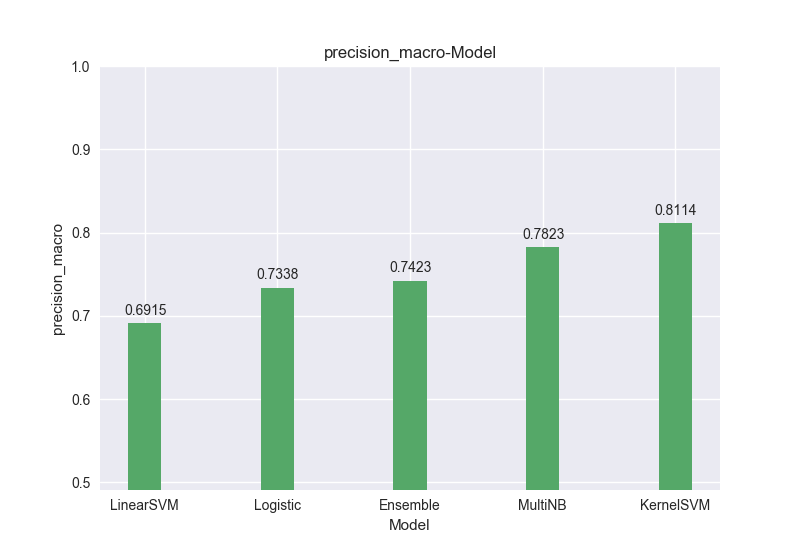 precision_macro-Model
1.0
0.9
0.8
0.7
0.6
0.5
precision_macro
0.6915
0.7338
0.7423
0.7823
0.8114
LinearSVM
Logistic
Ensemble
MultiNB
KernelSVM
Model